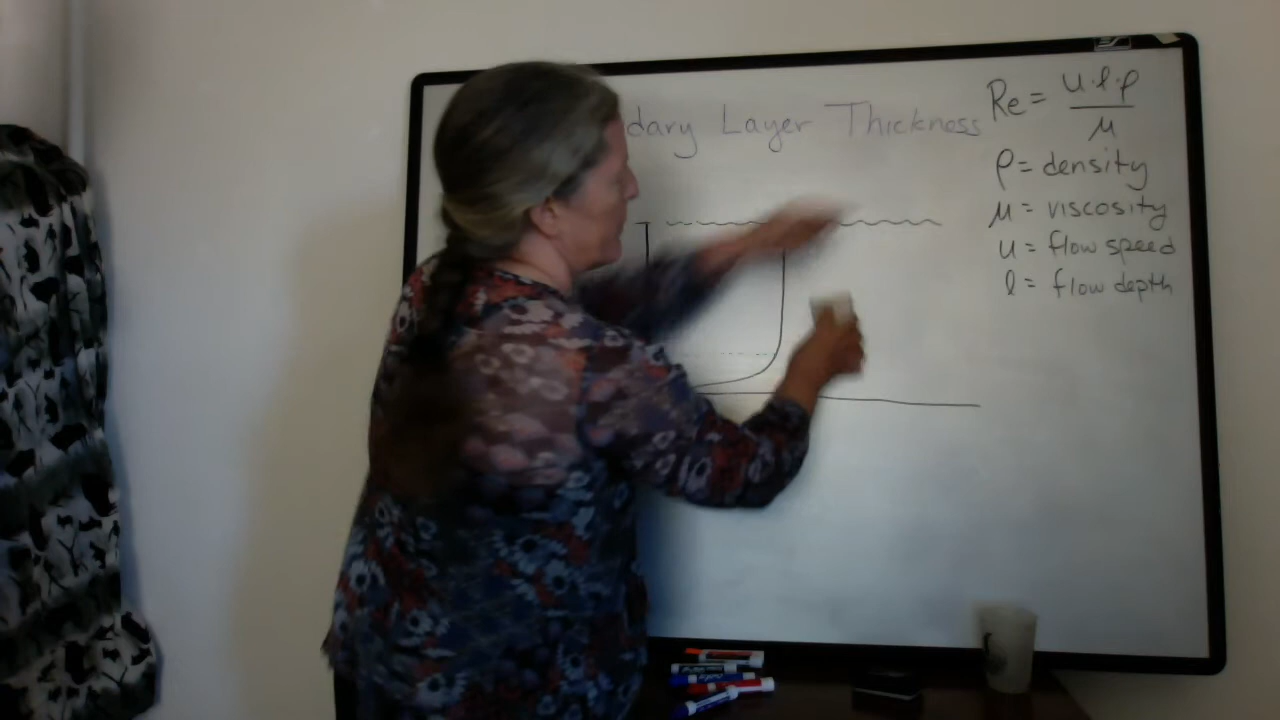 dary Layer Thickness
Re = u·l·ρ / μ
ρ = density
μ = viscosity
u = flow speed
l = flow depth